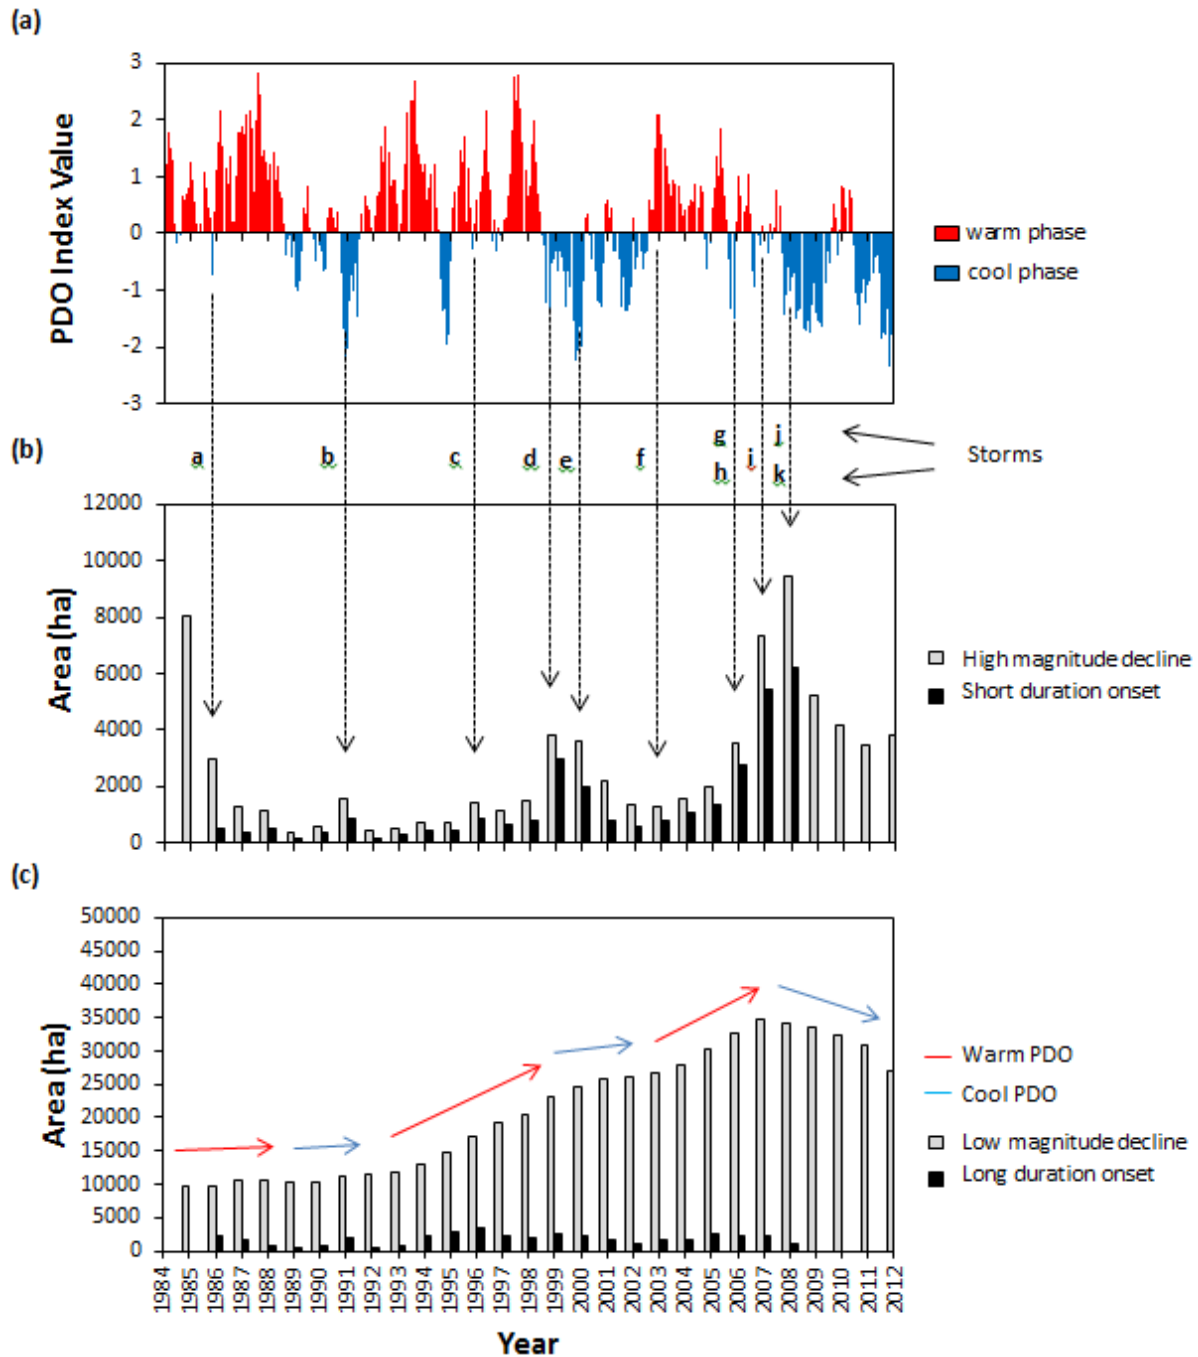 (a)
3
2
1
0
-1
-2
-3
PDO Index Value
warm phase
cool phase
a
b
c
d
e
f
g
h
i
j
k
Storms
(b)
12000
10000
8000
6000
4000
2000
0
Area (ha)
High magnitude decline
Short duration onset
(c)
50000
45000
40000
35000
30000
25000
20000
15000
10000
5000
0
Area (ha)
Warm PDO
Cool PDO
Low magnitude decline
Long duration onset
1984 1985 1986 1987 1988 1989 1990 1991 1992 1993 1994 1995 1996 1997 1998 1999 2000 2001 2002 2003 2004 2005 2006 2007 2008 2009 2010 2011 2012
Year